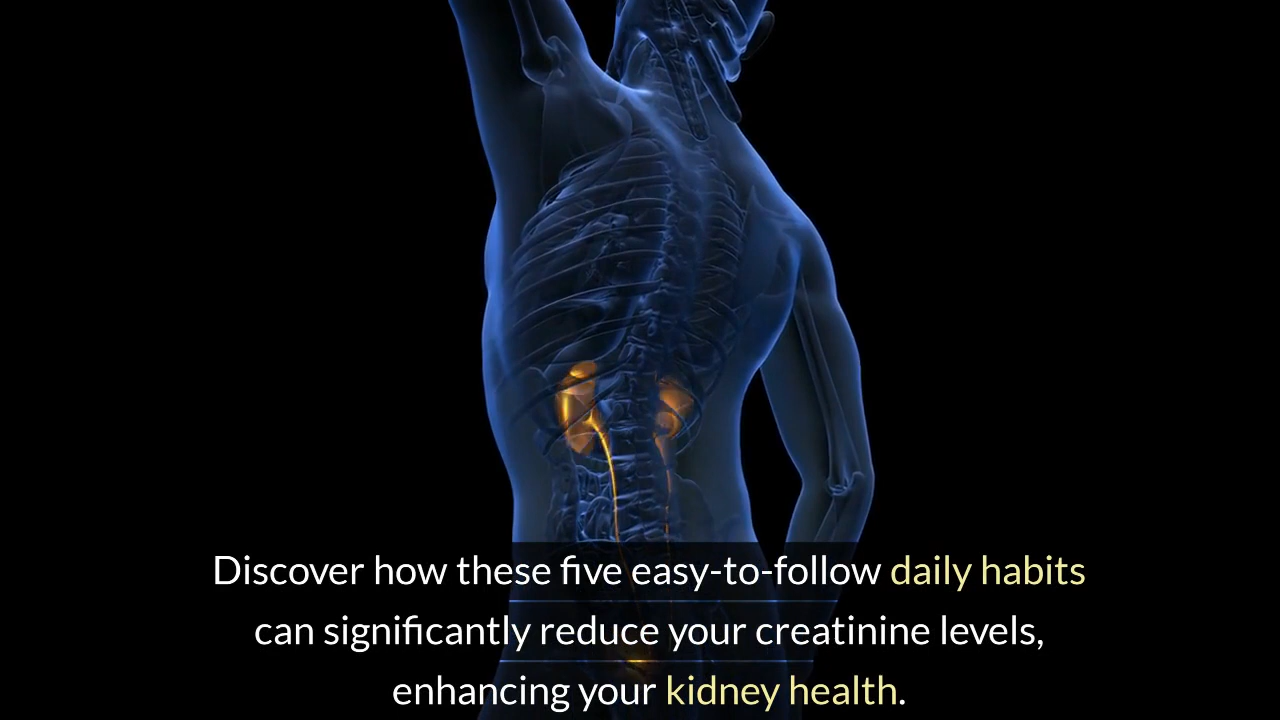 Discover how these five easy-to-follow daily habits
can significantly reduce your creatinine levels,
enhancing your kidney health.